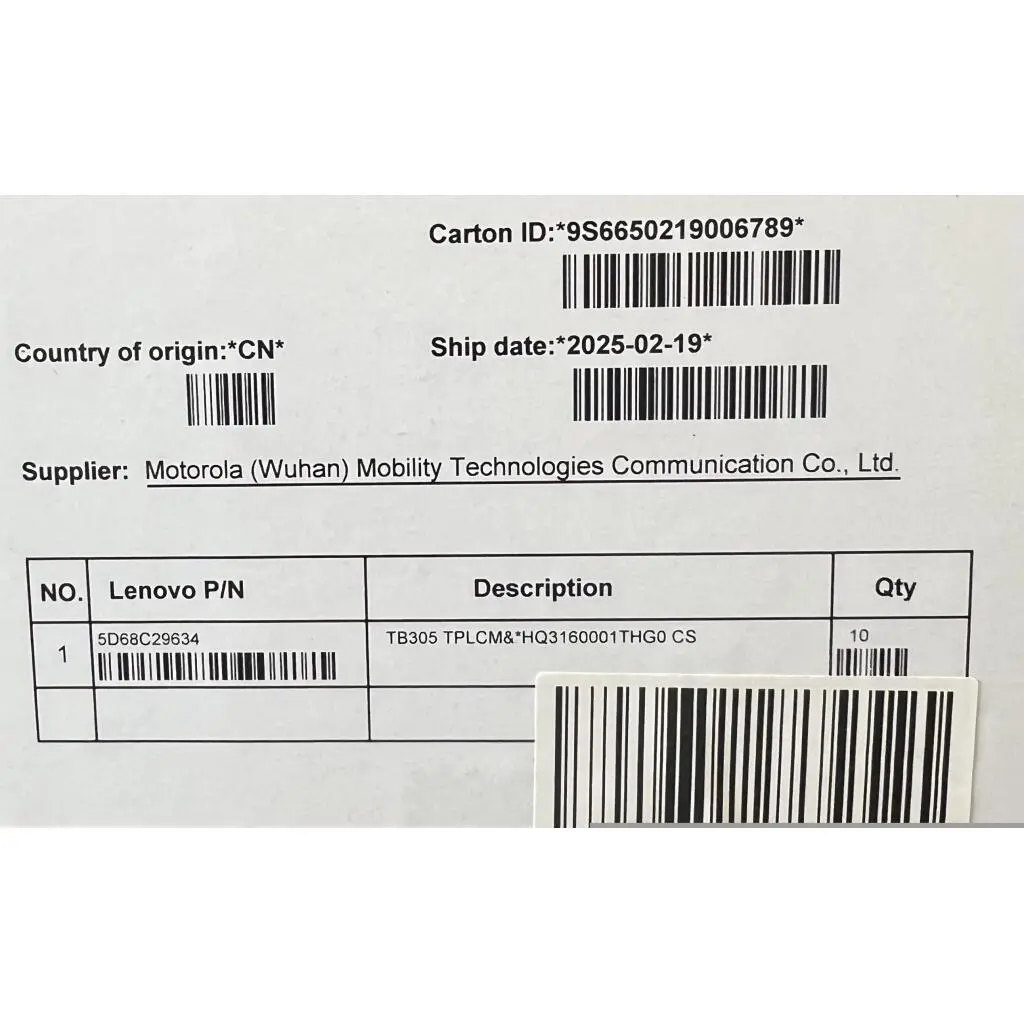 Carton ID:*9S6650219006789*
Country of origin:*CN*
Ship date:*2025-02-19*
Supplier: Motorola (Wuhan) Mobility Technologies Communication Co., Ltd.
NO. Lenovo P/N Description Qty
1 5D68C29634 TB305 TPLCM&*HQ3160001THG0 CS 10